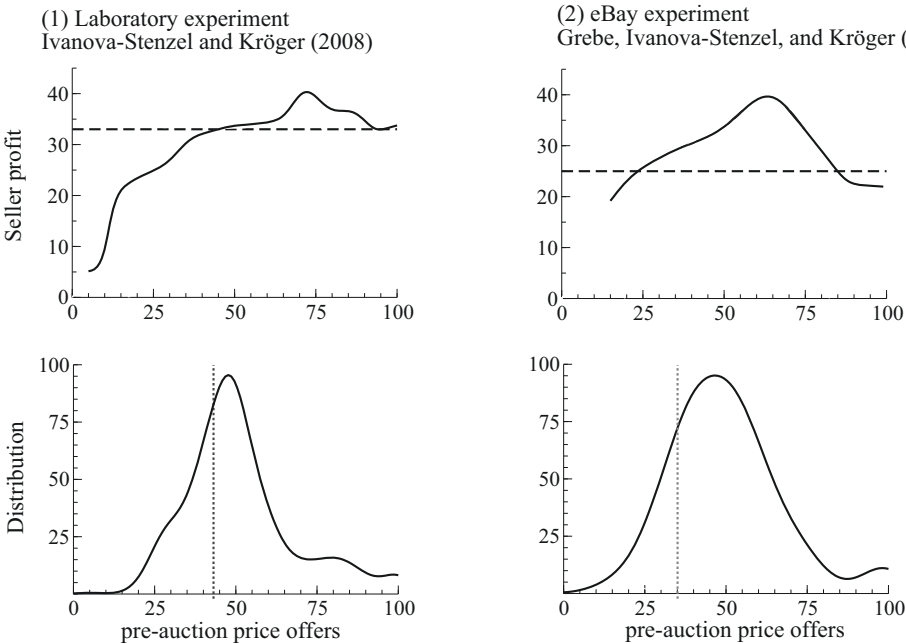 (1) Laboratory experiment
Ivanova-Stenzel and Kröger (2008)
(2) eBay experiment
Grebe, Ivanova-Stenzel, and Kröger (
Seller profit
40
30
20
10
0
0 25 50 75 100
40
30
20
10
0
0 25 50 75 100
Distribution
100
75
50
25
0 25 50 75 100
pre-auction price offers
100
75
50
25
0 25 50 75 100
pre-auction price offers